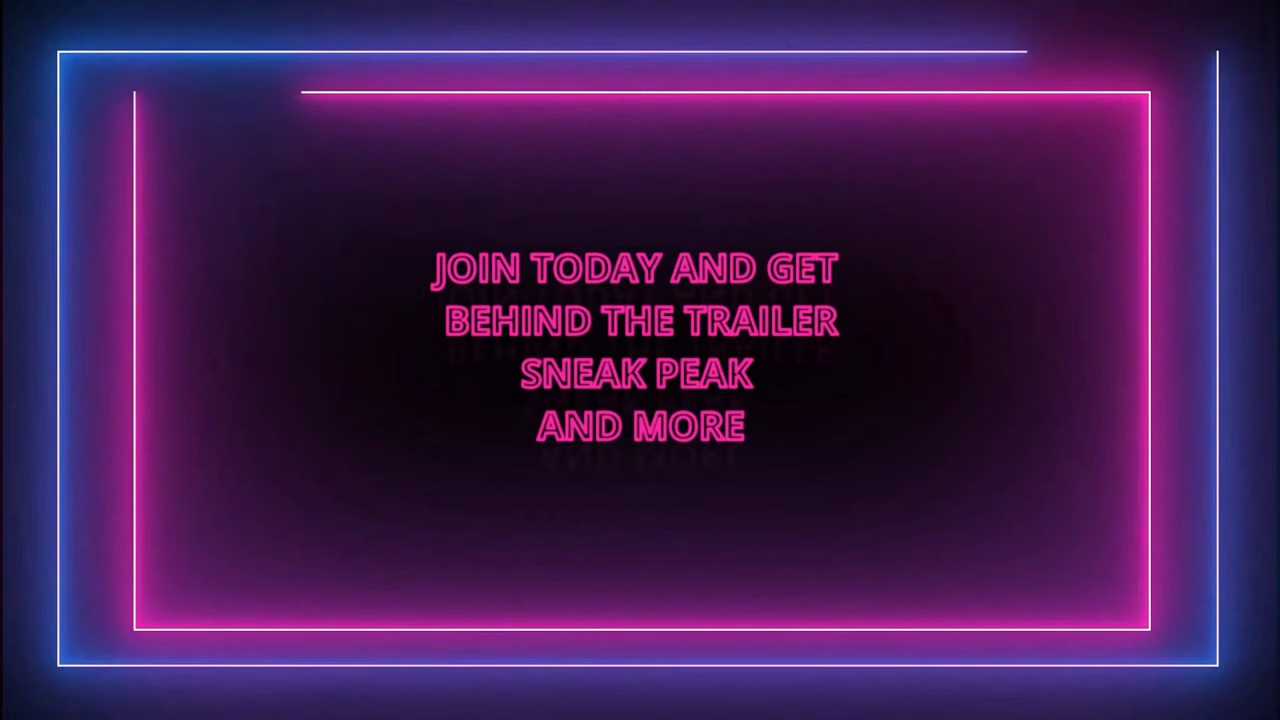 JOIN TODAY AND GET
BEHIND THE TRAILER
SNEAK PEAK
AND MORE